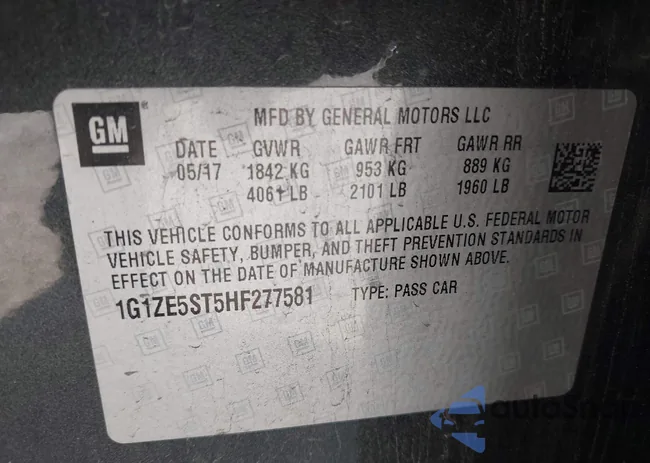 GM
MFD BY GENERAL MOTORS LLC
DATE GVWR GAWR FRT GAWR RR
05/17 1842 KG 953 KG 889 KG
4061 LB 2101 LB 1960 LB
THIS VEHICLE CONFORMS TO ALL APPLICABLE U.S. FEDERAL MOTOR
VEHICLE SAFETY, BUMPER, AND THEFT PREVENTION STANDARDS IN
EFFECT ON THE DATE OF MANUFACTURE SHOWN ABOVE.
1G1ZE5ST5HF277581 TYPE: PASS CAR